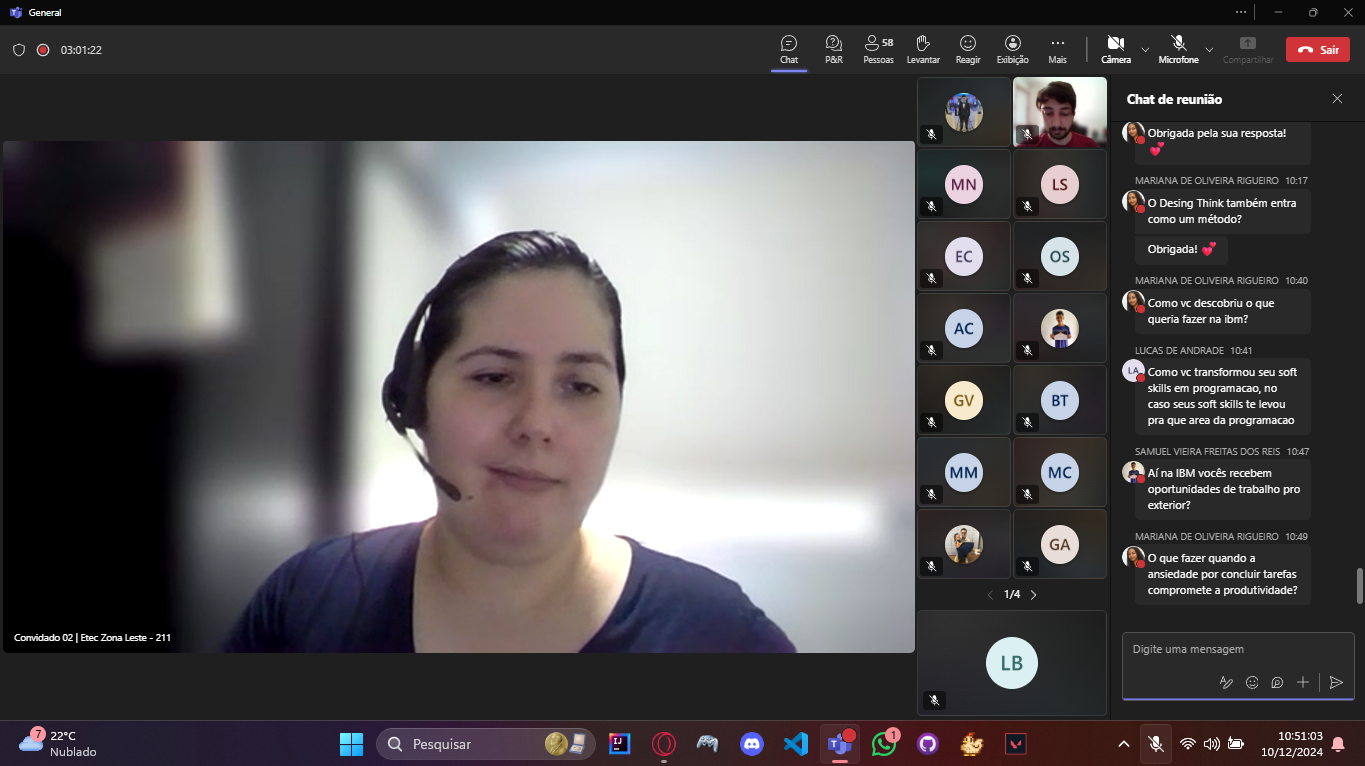 General
03:01:22
Chat
P&R
58
Pessoas
Levantar
Reagir
Exibição
Mais
Câmera
Microfone
Compartilhar
Sair
Convidado 02 | Etec Zona Leste - 211
MN
LS
EC
OS
AC
GV
BT
MM
MC
GA
1/4
LB
Chat de reunião
Obrigada pela sua resposta!
💕
MARIANA DE OLIVEIRA RIGUEIRO 10:17
O Desing Think também entra
como um método?
Obrigada! 💕
MARIANA DE OLIVEIRA RIGUEIRO 10:40
Como vc descobriu o que
queria fazer na ibm?
LUCAS DE ANDRADE 10:41
LA
Como vc transformou seu soft
skills em programacao, no
caso seus soft skills te levou
pra que area da programacao
SAMUEL VIEIRA FREITAS DOS REIS 10:47
Aí na IBM vocês recebem
oportunidades de trabalho pro
exterior?
MARIANA DE OLIVEIRA RIGUEIRO 10:49
O que fazer quando a
ansiedade por concluir tarefas
compromete a produtividade?
Digite uma mensagem
7
22°C
Nublado
Pesquisar
IJ
1
10:51:03
10/12/2024